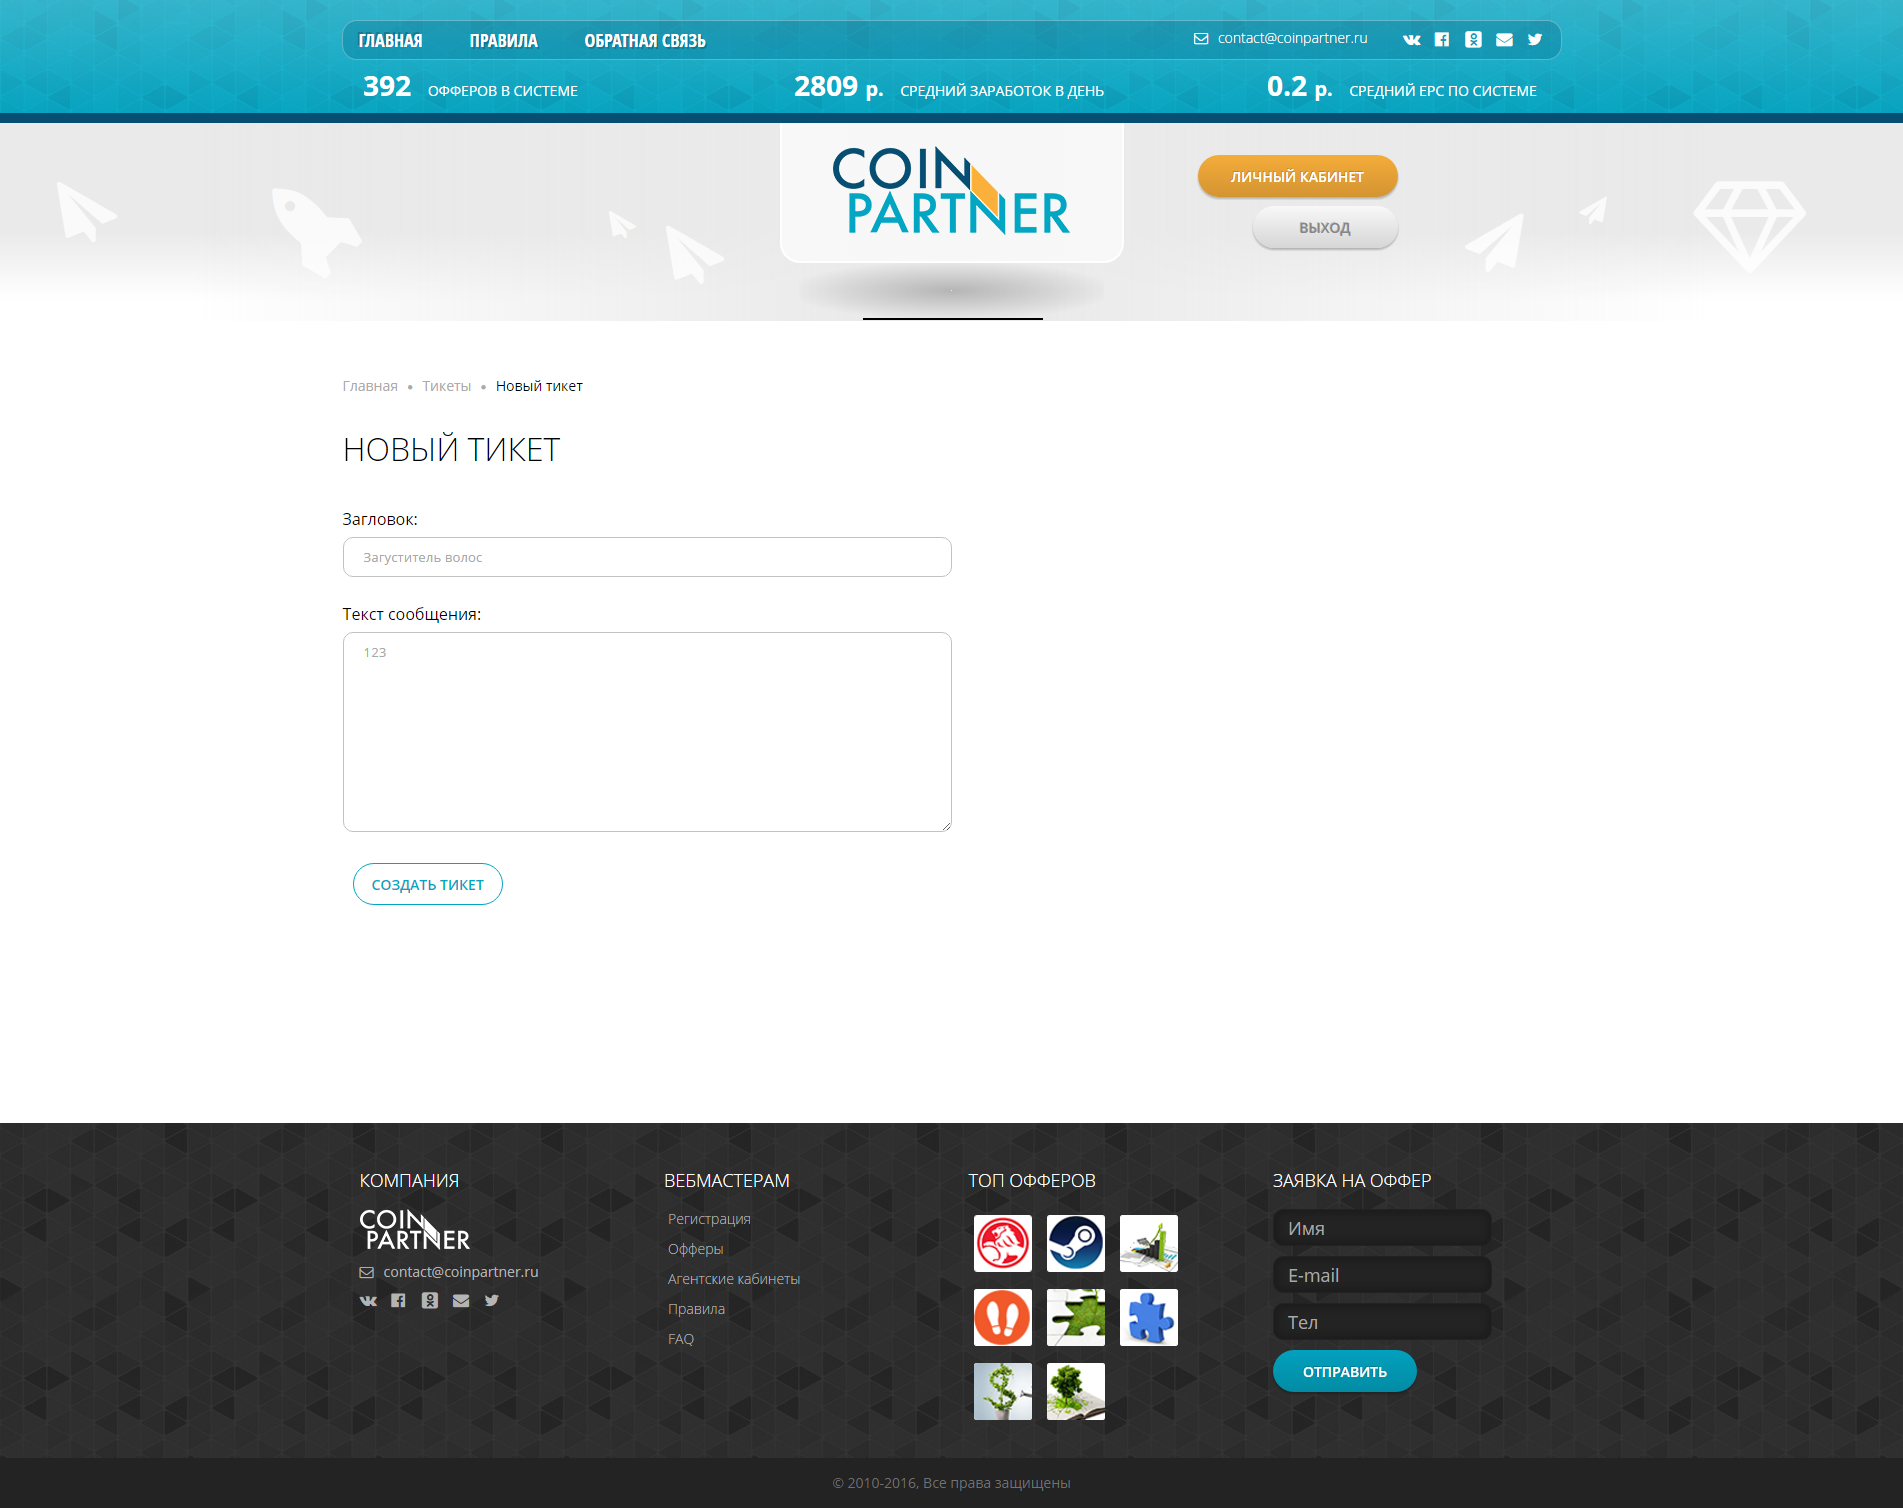 ГЛАВНАЯ ПРАВИЛА ОБРАТНАЯ СВЯЗЬ contact@coinpartner.ru
392 ОФФЕРОВ В СИСТЕМЕ 2809 р. СРЕДНИЙ ЗАРАБОТОК В ДЕНЬ 0.2 р. СРЕДНИЙ EPC ПО СИСТЕМЕ
COIN
PARTNER
ЛИЧНЫЙ КАБИНЕТ
ВЫХОД
Главная • Тикеты • Новый тикет
НОВЫЙ ТИКЕТ
Загловок:
Загуститель волос
Текст сообщения:
123
СОЗДАТЬ ТИКЕТ
КОМПАНИЯ
COIN
PARTNER
contact@coinpartner.ru
ВЕБМАСТЕРАМ
Регистрация
Офферы
Агентские кабинеты
Правила
FAQ
ТОП ОФФЕРОВ
ЗАЯВКА НА ОФФЕР
Имя
E-mail
Тел
ОТПРАВИТЬ
© 2010-2016, Все права защищены